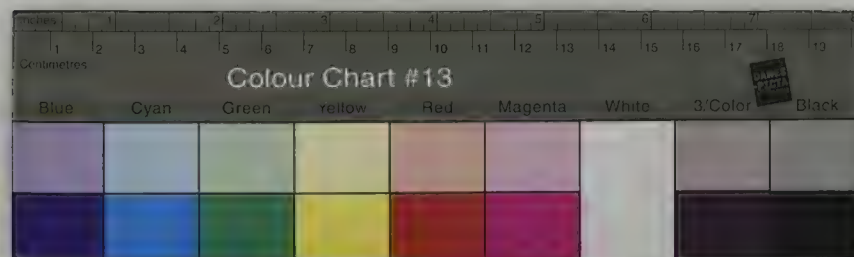 Inches 1 2 3 4 5 6 7
1 2 3 4 5 6 7 8 9 10 11 12 13 14 15 16 17 18 19
Centimetres
Colour Chart #13
DANES PICTA
Blue Cyan Green Yellow Red Magenta White 3/Color Black